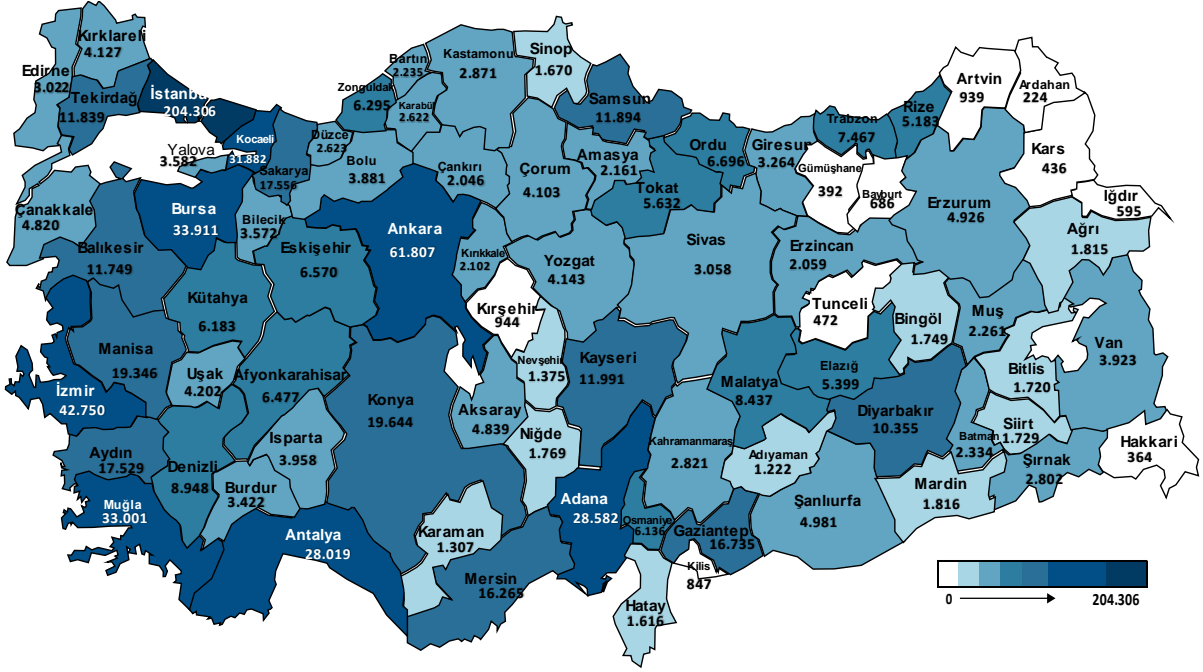 Kırklareli
4.127
Edirne
3.022
Tekirdağ
11.839
İstanbul
204.306
Kocaeli
31.882
Yalova
3.582
Sakarya
17.556
Düzce
2.623
Zonguldak
6.295
Bartın
2.235
Karabük
2.622
Kastamonu
2.871
Sinop
1.670
Samsun
11.894
Bolu
3.881
Çankırı
2.046
Çorum
4.103
Amasya
2.161
Tokat
5.632
Ordu
6.696
Giresun
3.264
Trabzon
7.467
Rize
5.183
Artvin
939
Ardahan
224
Kars
436
Iğdır
595
Gümüşhane
392
Bayburt
686
Erzurum
4.926
Ağrı
1.815
Çanakkale
4.820
Balıkesir
11.749
Bursa
33.911
Bilecik
3.572
Eskişehir
6.570
Ankara
61.807
Kırıkkale
2.102
Yozgat
4.143
Sivas
3.058
Erzincan
2.059
Tunceli
472
Bingöl
1.749
Muş
2.261
Van
3.923
Bitlis
1.720
Kütahya
6.183
Kırşehir
944
Nevşehir
1.375
Kayseri
11.991
Malatya
8.437
Elazığ
5.399
Diyarbakır
10.355
Batman
2.334
Siirt
1.729
Şırnak
2.802
Hakkari
364
Manisa
19.346
İzmir
42.750
Uşak
4.202
Afyonkarahisar
6.477
Konya
19.644
Aksaray
4.839
Niğde
1.769
Kahramanmaraş
2.821
Adıyaman
1.222
Şanlıurfa
4.981
Mardin
1.816
Aydın
17.529
Denizli
8.948
Isparta
3.958
Burdur
3.422
Muğla
33.001
Antalya
28.019
Karaman
1.307
Mersin
16.265
Adana
28.582
Osmaniye
6.136
Gaziantep
16.735
Kilis
847
Hatay
1.616
0
204.306